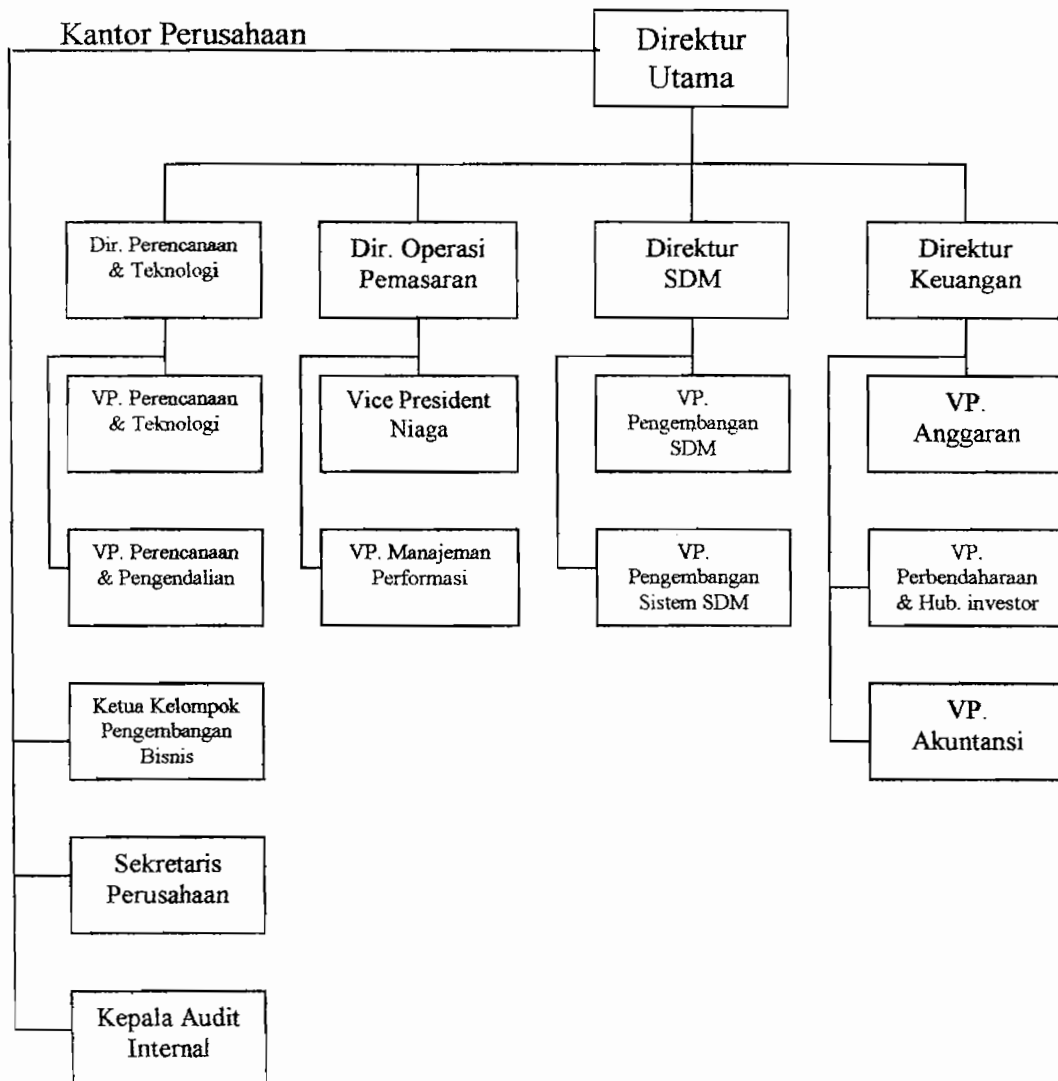 Kantor Perusahaan
Direktur
Utama
Dir. Perencanaan
& Teknologi
Dir. Operasi
Pemasaran
Direktur
SDM
Direktur
Keuangan
VP. Perencanaan
& Teknologi
Vice President
Niaga
VP.
Pengembangan
SDM
VP.
Anggaran
VP. Perencanaan
& Pengendalian
VP. Manajeman
Performasi
VP.
Pengembangan
Sistem SDM
VP.
Perbendaharaan
& Hub. investor
Ketua Kelompok
Pengembangan
Bisnis
VP.
Akuntansi
Sekretaris
Perusahaan
Kepala Audit
Internal